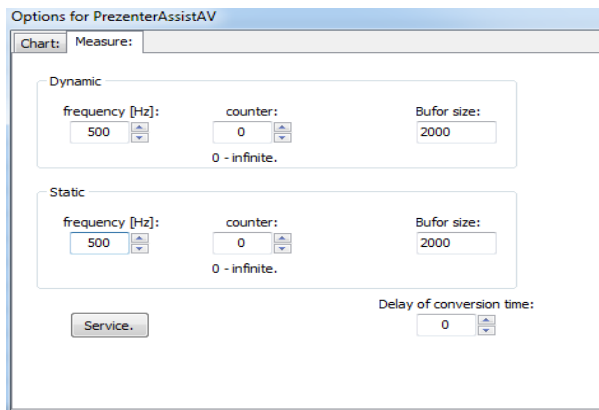 Options for PrezenterAssistAV
Chart: Measure:
Dynamic
frequency [Hz]: counter: Bufor size:
500 0 2000
0 - infinite.
Static
frequency [Hz]: counter: Bufor size:
500 0 2000
0 - infinite.
Delay of conversion time:
Service. 0